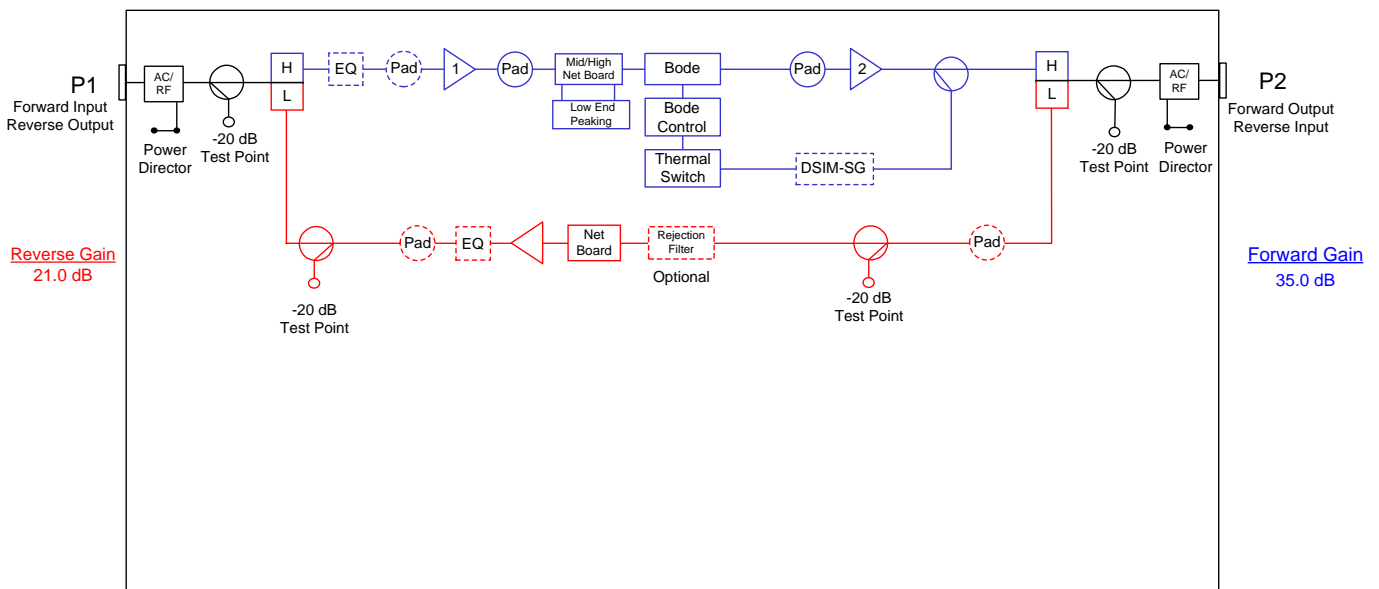 P1
Forward Input
Reverse Output
AC/
RF
Power
Director
-20 dB
Test Point
H
L
EQ
Pad
1
Pad
Mid/High
Net Board
Low End
Peaking
Bode
Bode
Control
Thermal
Switch
Pad
2
DSIM-SG
H
L
-20 dB
Test Point
AC/
RF
Power
Director
P2
Forward Output
Reverse Input
Reverse Gain
21.0 dB
-20 dB
Test Point
Pad
EQ
Net
Board
Rejection
Filter
Optional
-20 dB
Test Point
Pad
Forward Gain
35.0 dB